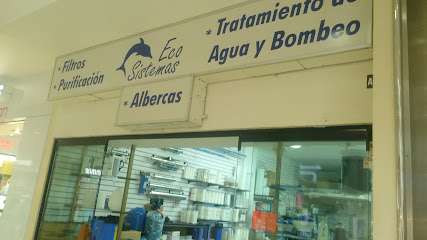 * Filtros
* Purificación
Eco
Sistemas
* Tratamiento de
Agua y Bombeo
* Albercas